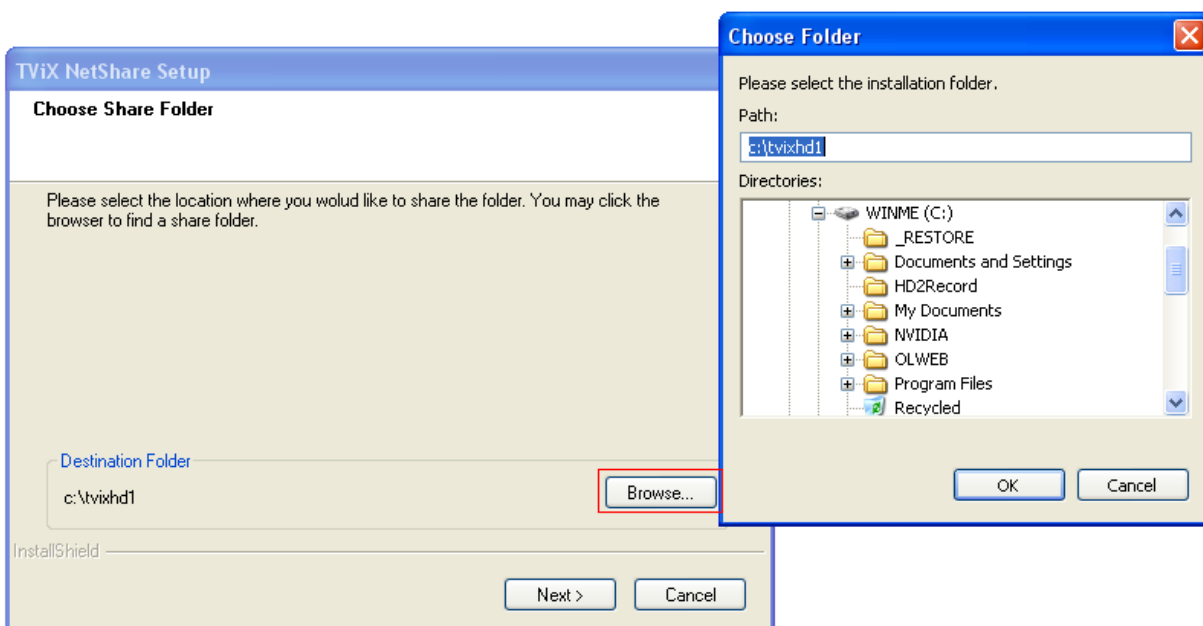 TViX NetShare Setup
Choose Share Folder
Please select the location where you wolud like to share the folder. You may click the
browser to find a share folder.
Destination Folder
c:\tvixhd1
Browse...
InstallShield
Next >
Cancel
Choose Folder
Please select the installation folder.
Path:
c:\tvixhd1
Directories:
WINME (C:)
_RESTORE
Documents and Settings
HD2Record
My Documents
NVIDIA
OLWEB
Program Files
Recycled
OK
Cancel